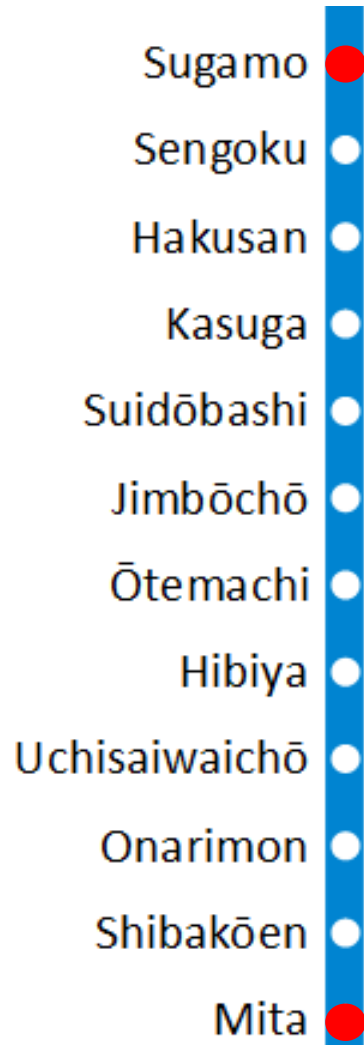 Sugamo
Sengoku
Hakusan
Kasuga
Suidōbashi
Jimbōchō
Ōtemachi
Hibiya
Uchisaiwaichō
Onarimon
Shibakōen
Mita